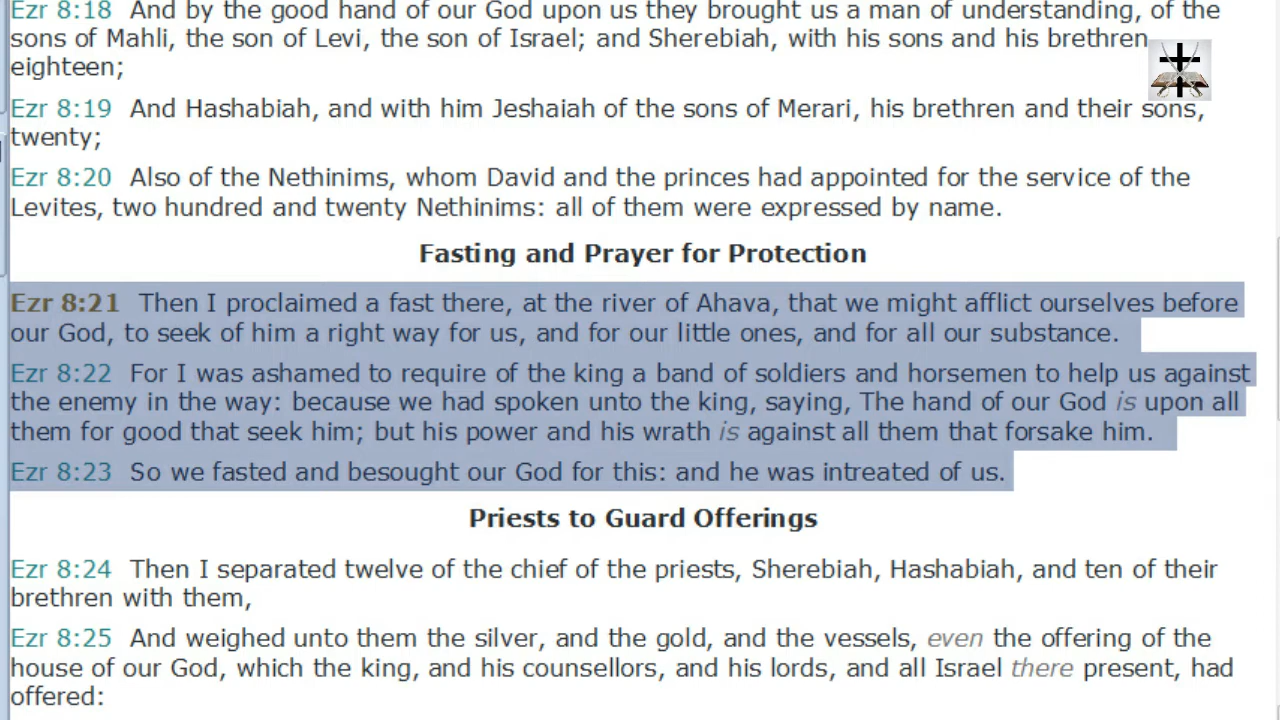 Ezr 8:18 And by the good hand of our God upon us they brought us a man of understanding, of the
sons of Mahli, the son of Levi, the son of Israel; and Sherebiah, with his sons and his brethren
eighteen;
Ezr 8:19 And Hashabiah, and with him Jeshaiah of the sons of Merari, his brethren and their sons,
twenty;
Ezr 8:20 Also of the Nethinims, whom David and the princes had appointed for the service of the
Levites, two hundred and twenty Nethinims: all of them were expressed by name.
Fasting and Prayer for Protection
Ezr 8:21 Then I proclaimed a fast there, at the river of Ahava, that we might afflict ourselves before
our God, to seek of him a right way for us, and for our little ones, and for all our substance.
Ezr 8:22 For I was ashamed to require of the king a band of soldiers and horsemen to help us against
the enemy in the way: because we had spoken unto the king, saying, The hand of our God is upon all
them for good that seek him; but his power and his wrath is against all them that forsake him.
Ezr 8:23 So we fasted and besought our God for this: and he was intreated of us.
Priests to Guard Offerings
Ezr 8:24 Then I separated twelve of the chief of the priests, Sherebiah, Hashabiah, and ten of their
brethren with them,
Ezr 8:25 And weighed unto them the silver, and the gold, and the vessels, even the offering of the
house of our God, which the king, and his counsellors, and his lords, and all Israel there present, had
offered: